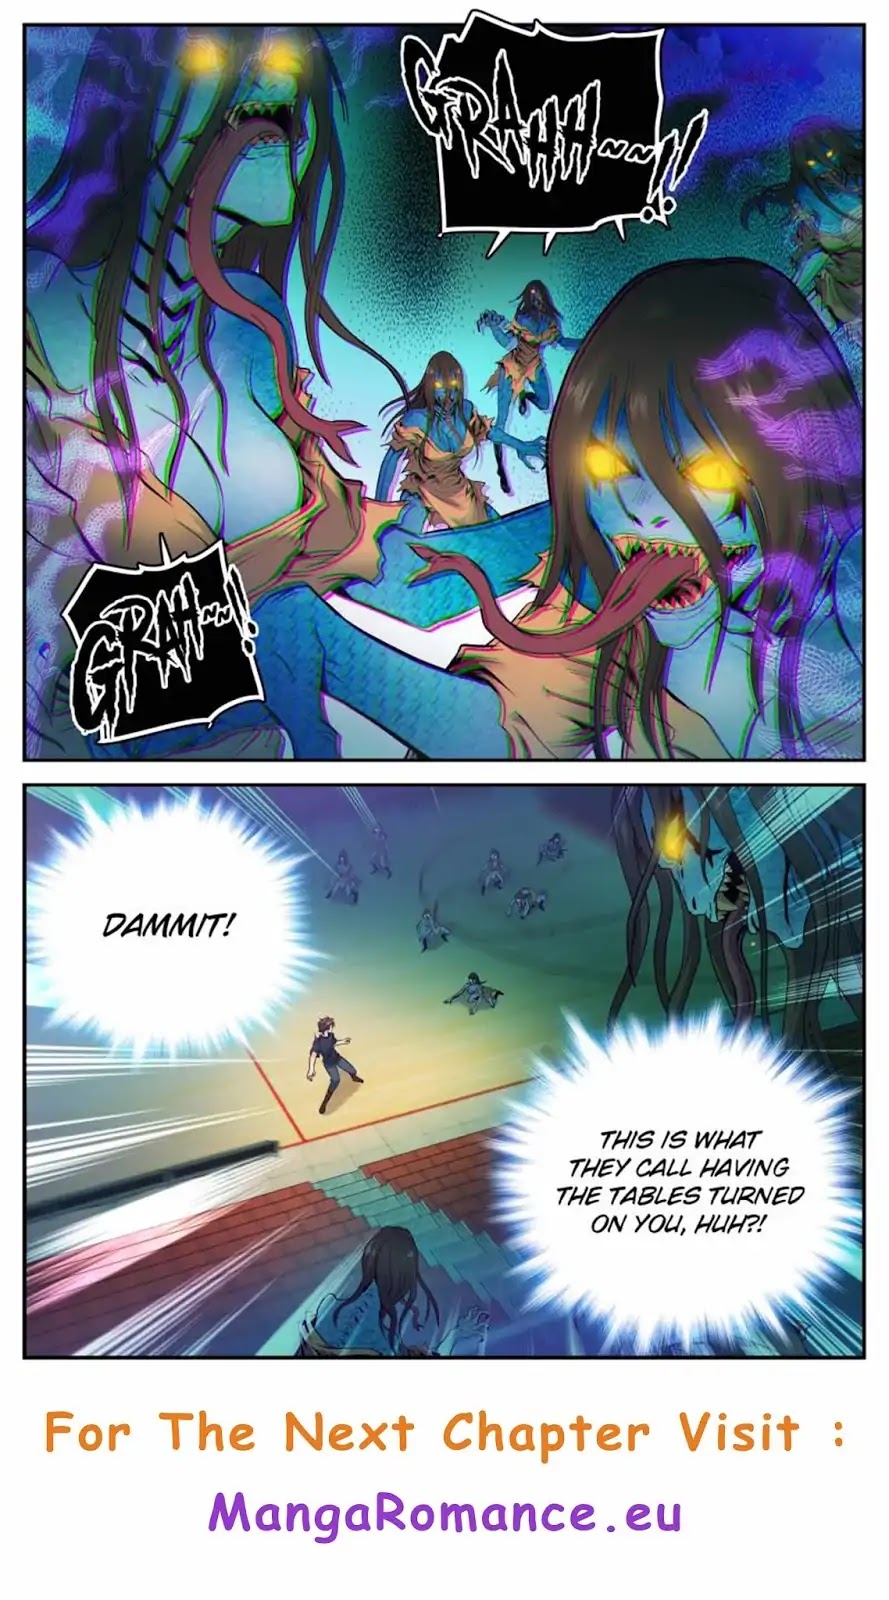 GRAHH~~!!
GRAH~~!!
DAMMIT!
THIS IS WHAT
THEY CALL HAVING
THE TABLES TURNED
ON YOU, HUH?!
For The Next Chapter Visit :
MangaRomance.eu